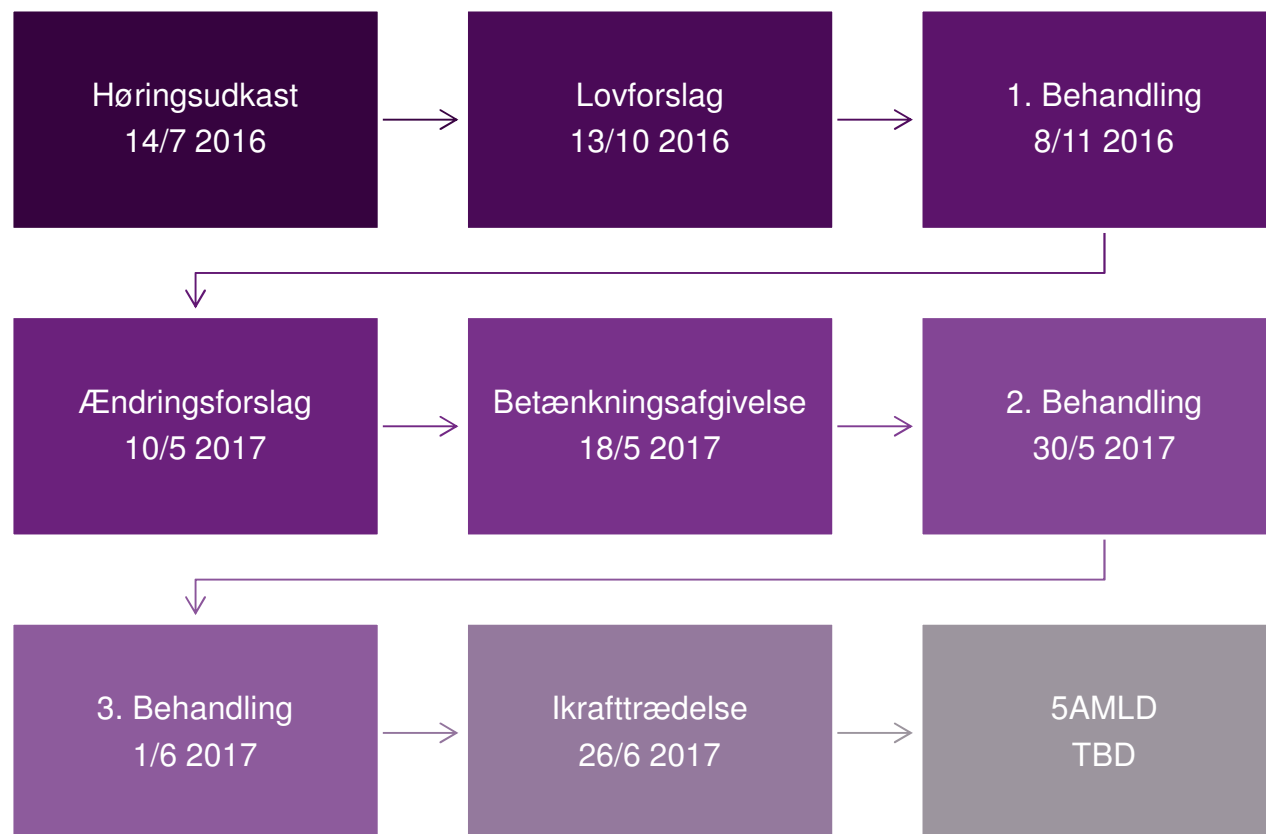 Høringsudkast
14/7 2016
Lovforslag
13/10 2016
1. Behandling
8/11 2016
Ændringsforslag
10/5 2017
Betænkningsafgivelse
18/5 2017
2. Behandling
30/5 2017
3. Behandling
1/6 2017
Ikrafttrædelse
26/6 2017
5AMLD
TBD